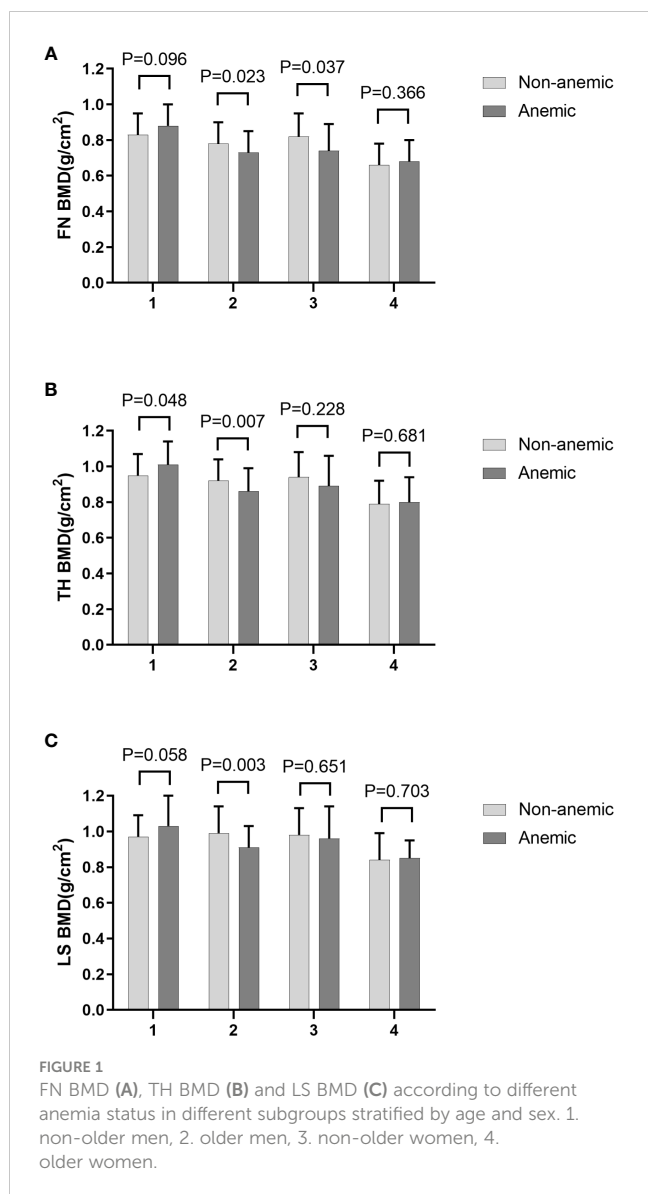 A
P=0.096
P=0.023
P=0.037
P=0.366
Non-anemic
Anemic
FN BMD(g/cm²)
1.2
1.0
0.8
0.6
0.4
0.2
0.0
1
2
3
4
B
P=0.048
P=0.007
P=0.228
P=0.681
Non-anemic
Anemic
TH BMD(g/cm²)
1.2
1.0
0.8
0.6
0.4
0.2
0.0
1
2
3
4
C
P=0.058
P=0.003
P=0.651
P=0.703
Non-anemic
Anemic
LS BMD(g/cm²)
1.2
1.0
0.8
0.6
0.4
0.2
0.0
1
2
3
4
FIGURE 1
FN BMD (A), TH BMD (B) and LS BMD (C) according to different
anemia status in different subgroups stratified by age and sex. 1.
non-older men, 2. older men, 3. non-older women, 4.
older women.